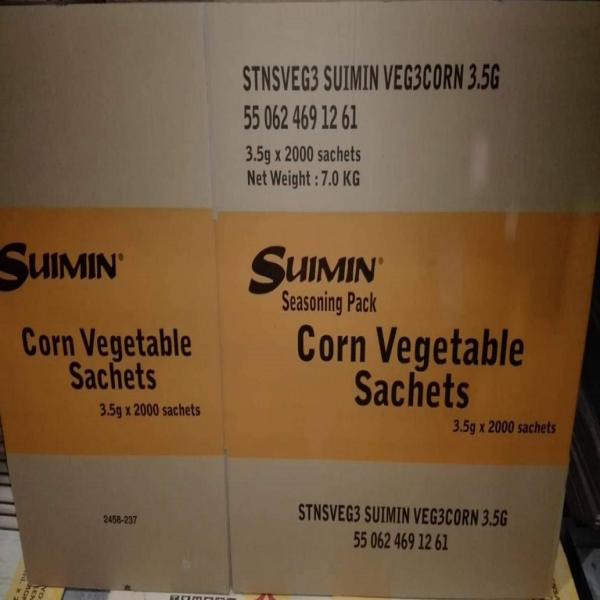 STNSVEG3 SUIMIN VEG3CORN 3.5G
55 062 469 12 61
3.5g x 2000 sachets
Net Weight : 7.0 KG
SUIMIN®
Corn Vegetable
Sachets
3.5g x 2000 sachets
2458-237
SUIMIN®
Seasoning Pack
Corn Vegetable
Sachets
3.5g x 2000 sachets
STNSVEG3 SUIMIN VEG3CORN 3.5G
55 062 469 12 61